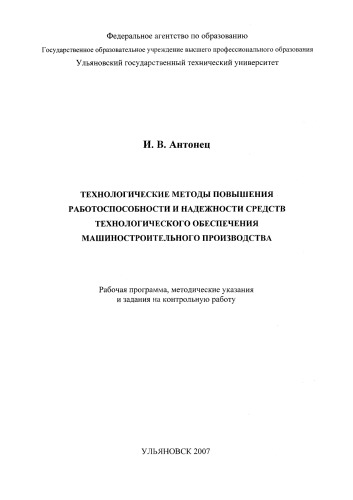 Федеральное агентство по образованию
Государственное образовательное учреждение высшего профессионального образования
Ульяновский государственный технический университет
И. В. Антонец
ТЕХНОЛОГИЧЕСКИЕ МЕТОДЫ ПОВЫШЕНИЯ
РАБОТОСПОСОБНОСТИ И НАДЕЖНОСТИ СРЕДСТВ
ТЕХНОЛОГИЧЕСКОГО ОБЕСПЕЧЕНИЯ
МАШИНОСТРОИТЕЛЬНОГО ПРОИЗВОДСТВА
Рабочая программа, методические указания
и задания на контрольную работу
УЛЬЯНОВСК 2007